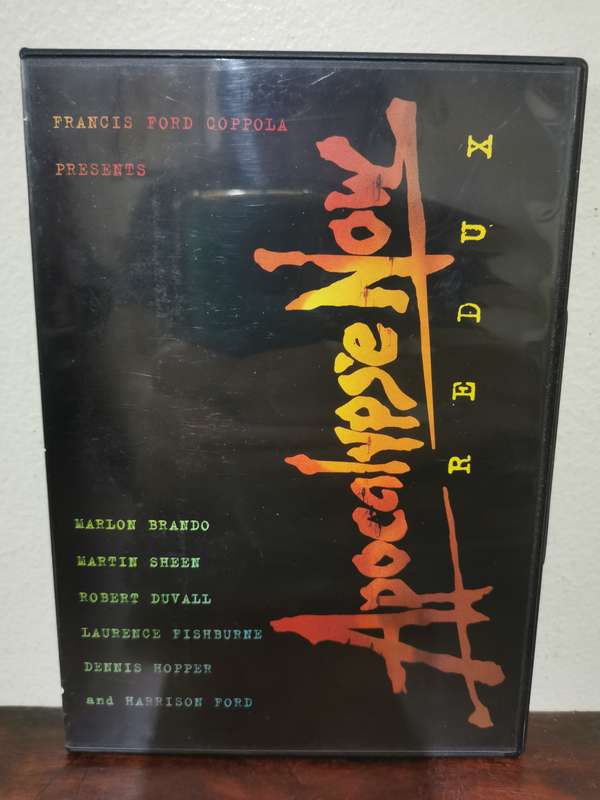 FRANCIS FORD COPPOLA
PRESENTS
Apocalypse Now
REDUX
MARLON BRANDO
MARTIN SHEEN
ROBERT DUVALL
LAURENCE FISHBURNE
DENNIS HOPPER
and HARRISON FORD